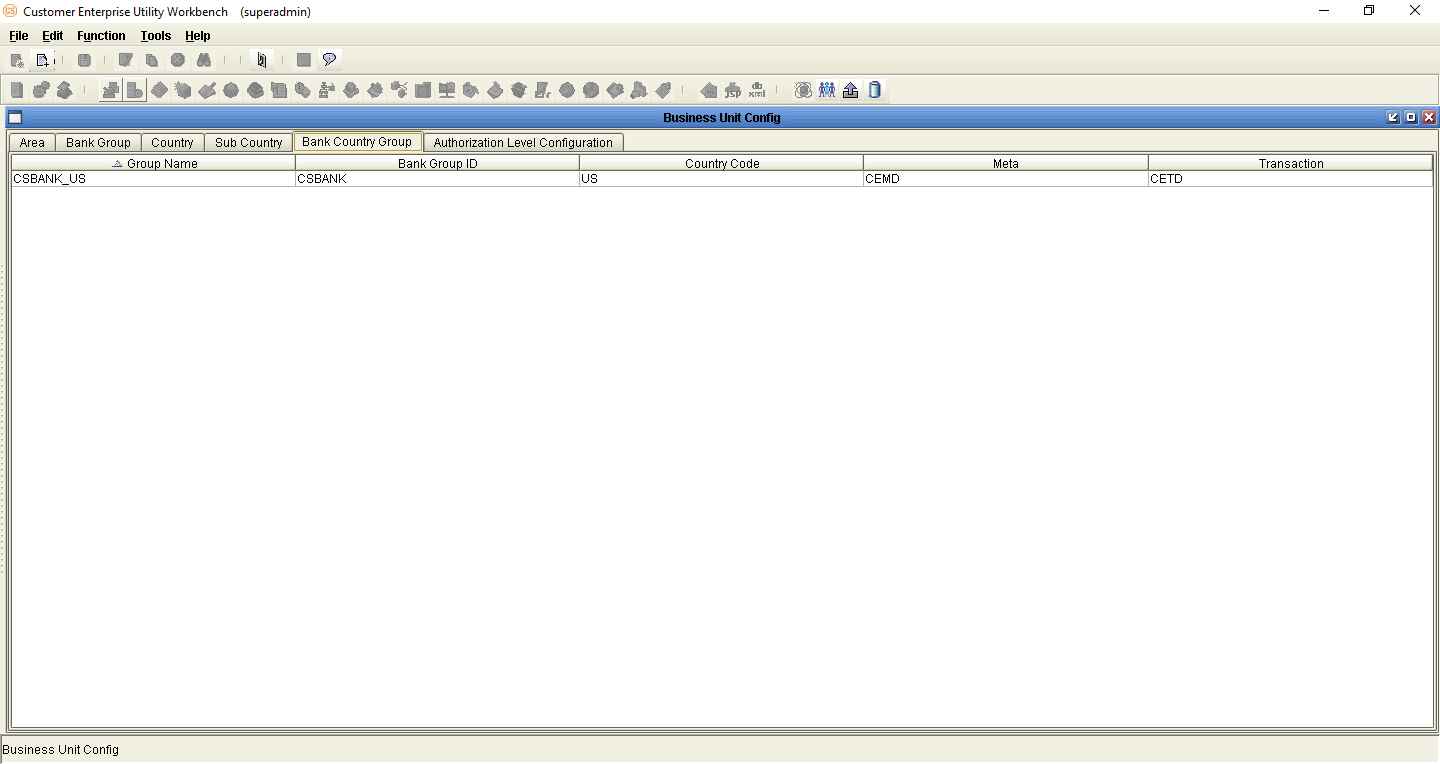 CS Customer Enterprise Utility Workbench (superadmin)
File Edit Function Tools Help
jsp xml
Business Unit Config
Area Bank Group Country Sub Country Bank Country Group Authorization Level Configuration
Group Name Bank Group ID Country Code Meta Transaction
CSBANK_US CSBANK US CEMD CETD
Business Unit Config